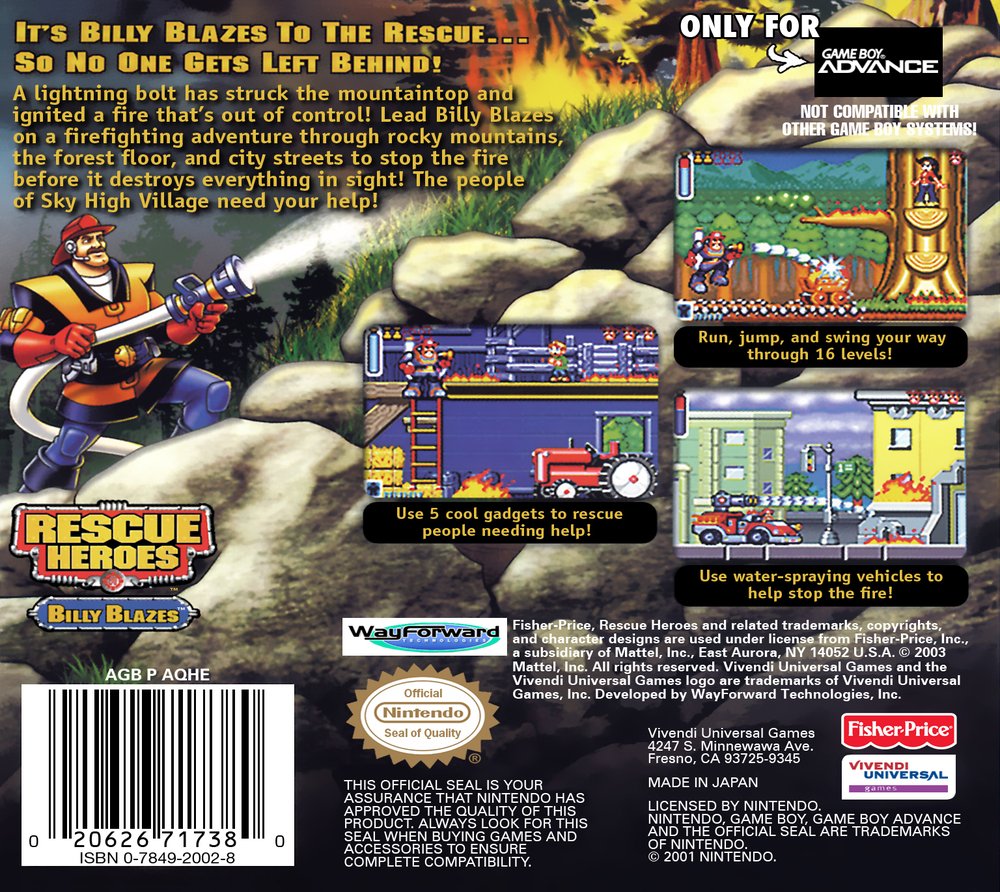 IT'S BILLY BLAZES TO THE RESCUE...
SO NO ONE GETS LEFT BEHIND!
A lightning bolt has struck the mountaintop and
ignited a fire that's out of control! Lead Billy Blazes
on a firefighting adventure through rocky mountains,
the forest floor, and city streets to stop the fire
before it destroys everything in sight! The people
of Sky High Village need your help!
ONLY FOR
GAME BOY
ADVANCE
NOT COMPATIBLE WITH
OTHER GAME BOY SYSTEMS!
Run, jump, and swing your way
through 16 levels!
Use 5 cool gadgets to rescue
people needing help!
Use water-spraying vehicles to
help stop the fire!
RESCUE
HEROES™
BILLY BLAZES™
AGB P AQHE
0 20626 71738 0
ISBN 0-7849-2002-8
WayForward
TECHNOLOGIES
Fisher-Price, Rescue Heroes and related trademarks, copyrights,
and character designs are used under license from Fisher-Price, Inc.,
a subsidiary of Mattel, Inc., East Aurora, NY 14052 U.S.A. © 2003
Mattel, Inc. All rights reserved. Vivendi Universal Games and the
Vivendi Universal Games logo are trademarks of Vivendi Universal
Games, Inc. Developed by WayForward Technologies, Inc.
Official
Nintendo
Seal of Quality
®
THIS OFFICIAL SEAL IS YOUR
ASSURANCE THAT NINTENDO HAS
APPROVED THE QUALITY OF THIS
PRODUCT. ALWAYS LOOK FOR THIS
SEAL WHEN BUYING GAMES AND
ACCESSORIES TO ENSURE
COMPLETE COMPATIBILITY.
Vivendi Universal Games
4247 S. Minnewawa Ave.
Fresno, CA 93725-9345
MADE IN JAPAN
LICENSED BY NINTENDO.
NINTENDO, GAME BOY, GAME BOY ADVANCE
AND THE OFFICIAL SEAL ARE TRADEMARKS
OF NINTENDO.
© 2001 NINTENDO.
Fisher-Price
VIVENDI
UNIVERSAL
games